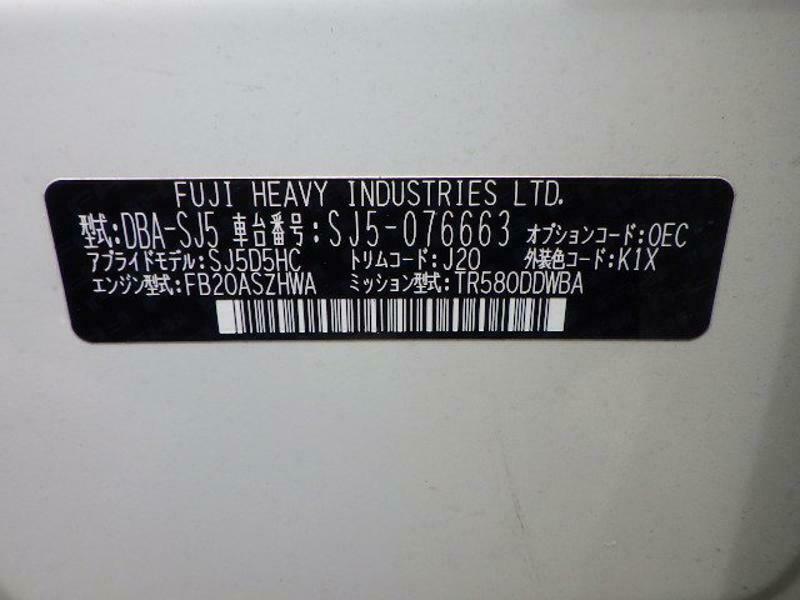 FUJI HEAVY INDUSTRIES LTD.
型式:DBA-SJ5 車台番号:SJ5-076663 オプションコード:OEC
アプライドモデル:SJ5D5HC トリムコード:J20 外装色コード:K1X
エンジン型式:FB20ASZHWA ミッション型式:TR580DDWBA